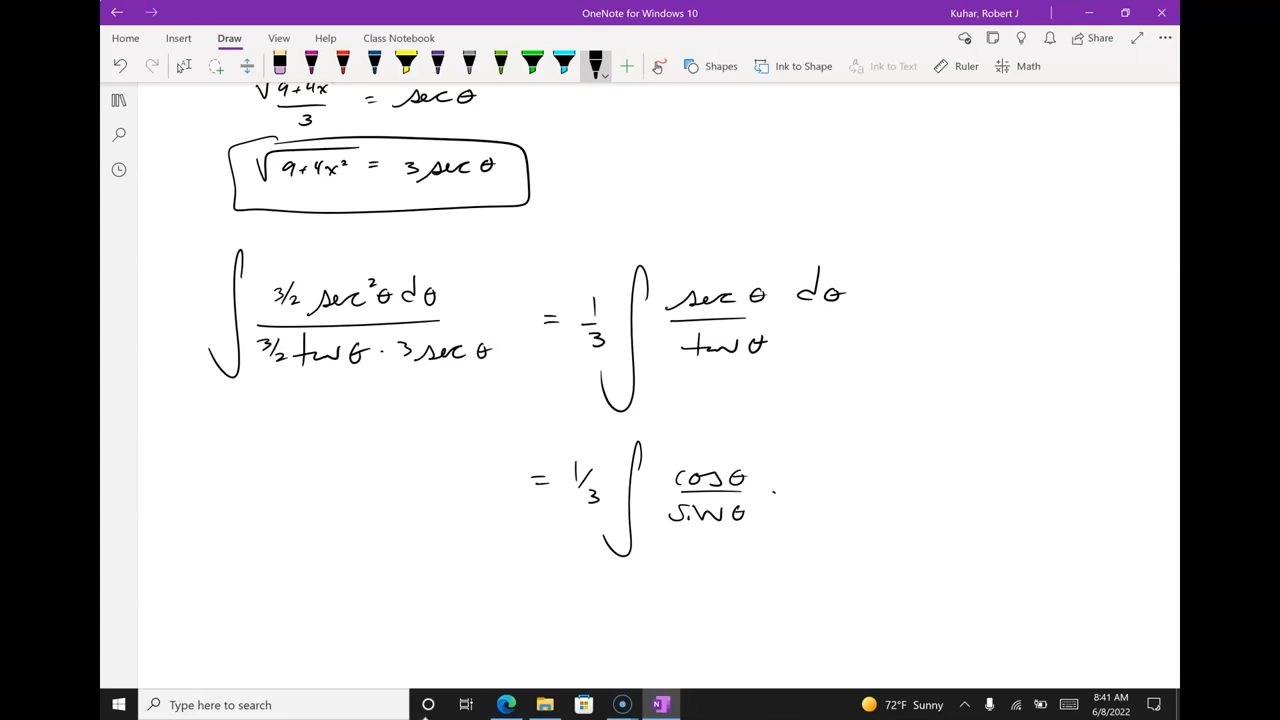 OneNote for Windows 10
Kuhar, Robert J
Home Insert Draw View Help Class Notebook
Share
Shapes Ink to Shape Ink to Text Ruler Math
√9+4x / 3 = sec θ
√9+4x² = 3 sec θ
∫ 3/2 sec²θ dθ / 3/2 tan θ · 3 sec θ = 1/3 ∫ sec θ / tan θ dθ
= 1/3 ∫ cos θ / sin θ ·
Type here to search
72°F Sunny
8:41 AM
6/8/2022